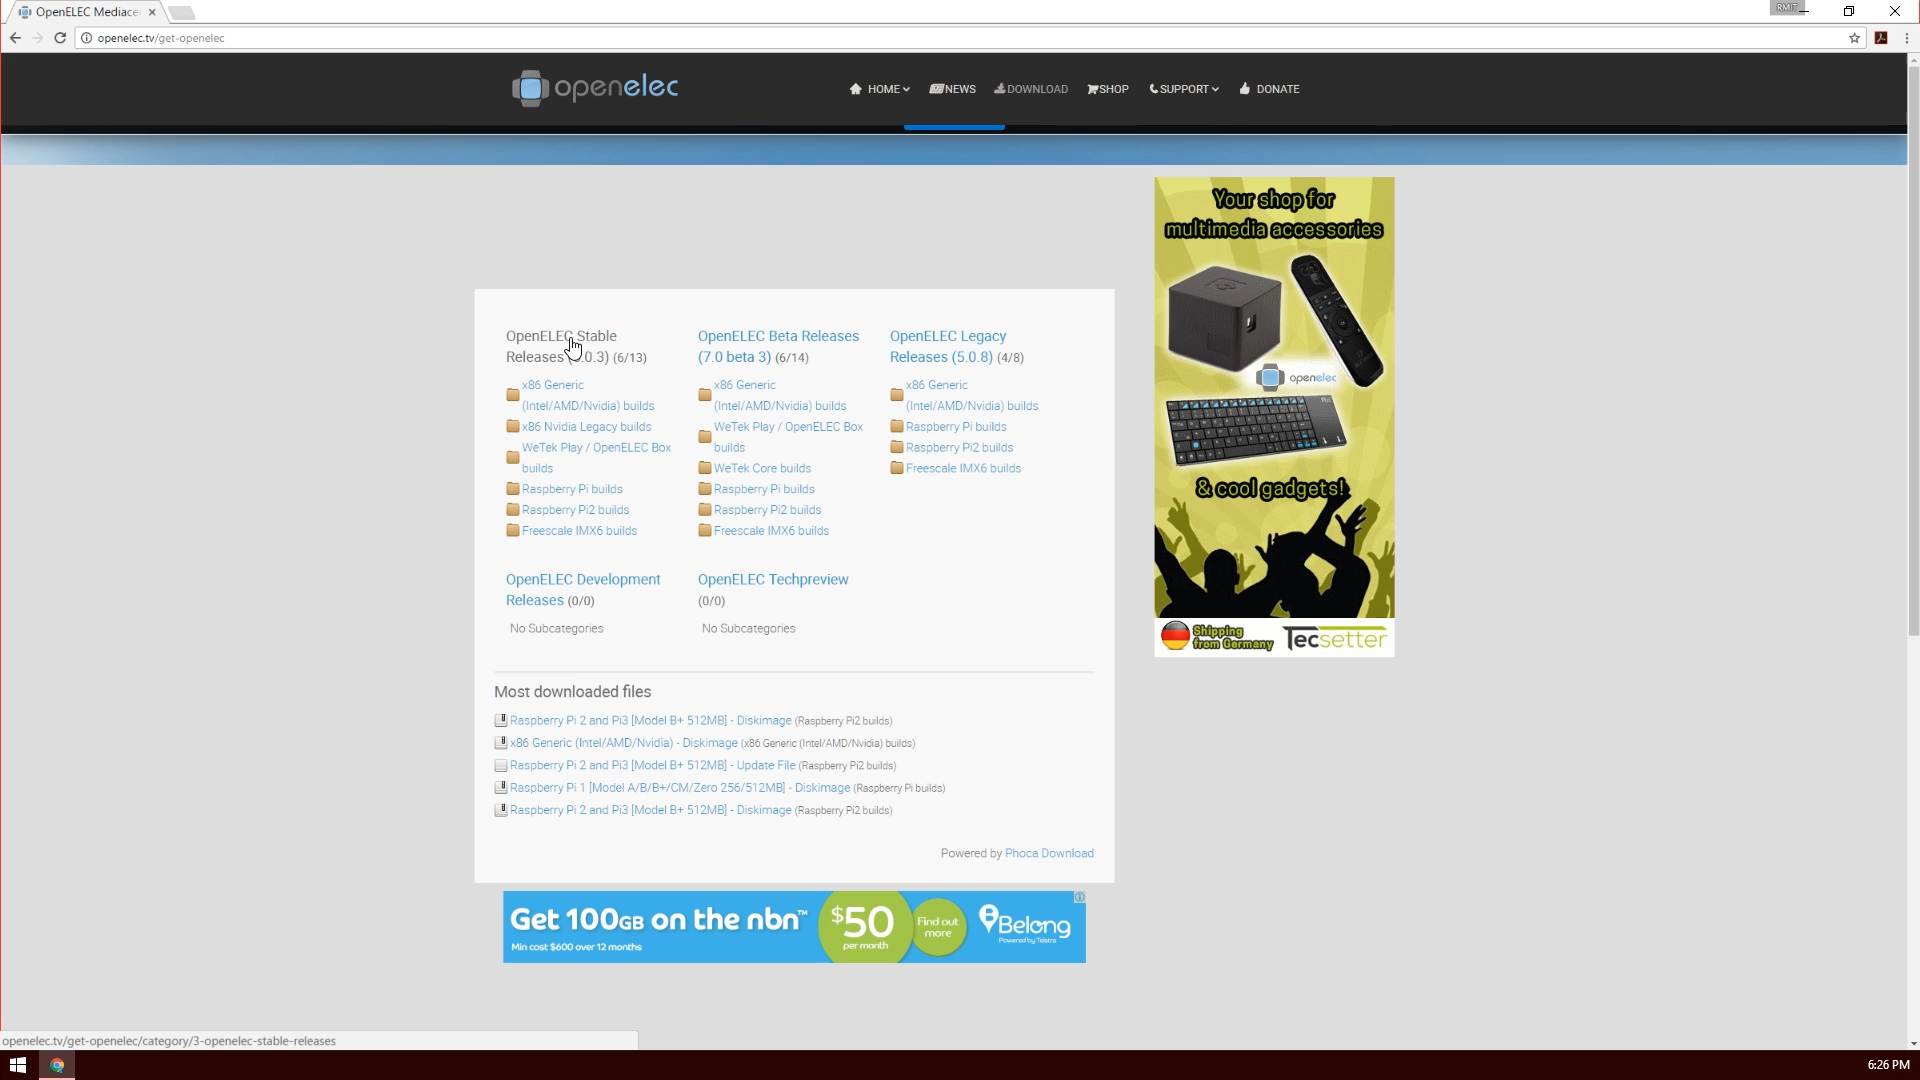 OpenELEC Mediace
RMIT
openelec.tv/get-openelec
openelec
HOME
NEWS
DOWNLOAD
SHOP
SUPPORT
DONATE
OpenELEC Stable
Releases 0.3) (6/13)
x86 Generic
(Intel/AMD/Nvidia) builds
x86 Nvidia Legacy builds
WeTek Play / OpenELEC Box
builds
Raspberry Pi builds
Raspberry Pi2 builds
Freescale IMX6 builds
OpenELEC Beta Releases
(7.0 beta 3) (6/14)
x86 Generic
(Intel/AMD/Nvidia) builds
WeTek Play / OpenELEC Box
builds
WeTek Core builds
Raspberry Pi builds
Raspberry Pi2 builds
Freescale IMX6 builds
OpenELEC Legacy
Releases (5.0.8) (4/8)
x86 Generic
(Intel/AMD/Nvidia) builds
Raspberry Pi builds
Raspberry Pi2 builds
Freescale IMX6 builds
OpenELEC Development
Releases (0/0)
No Subcategories
OpenELEC Techpreview
(0/0)
No Subcategories
Most downloaded files
Raspberry Pi 2 and Pi3 [Model B+ 512MB] - Diskimage (Raspberry Pi2 builds)
x86 Generic (Intel/AMD/Nvidia) - Diskimage (x86 Generic (Intel/AMD/Nvidia) builds)
Raspberry Pi 2 and Pi3 [Model B+ 512MB] - Update File (Raspberry Pi2 builds)
Raspberry Pi 1 [Model A/B/B+/CM/Zero 256/512MB] - Diskimage (Raspberry Pi builds)
Raspberry Pi 2 and Pi3 [Model B+ 512MB] - Diskimage (Raspberry Pi2 builds)
Powered by Phoca Download
Your shop for
multimedia accessories
openelec
& cool gadgets!
Shipping
from Germany
Tecsetter
Get 100GB on the nbn™
Min cost $600 over 12 months
$50
per month
Find out
more
Belong
Powered by Telstra
openelec.tv/get-openelec/category/3-openelec-stable-releases
6:26 PM